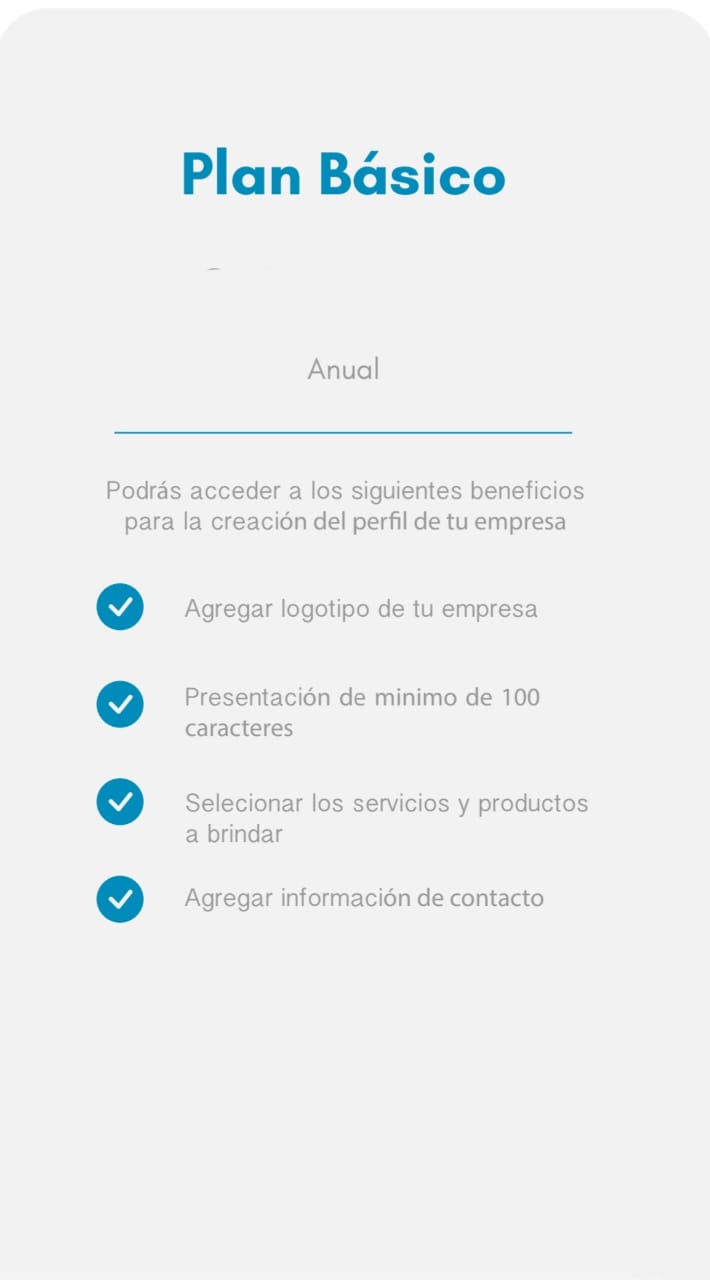 Plan Básico
Anual
Podrás acceder a los siguientes beneficios
para la creación del perfil de tu empresa
Agregar logotipo de tu empresa
Presentación de minimo de 100
caracteres
Selecionar los servicios y productos
a brindar
Agregar información de contacto